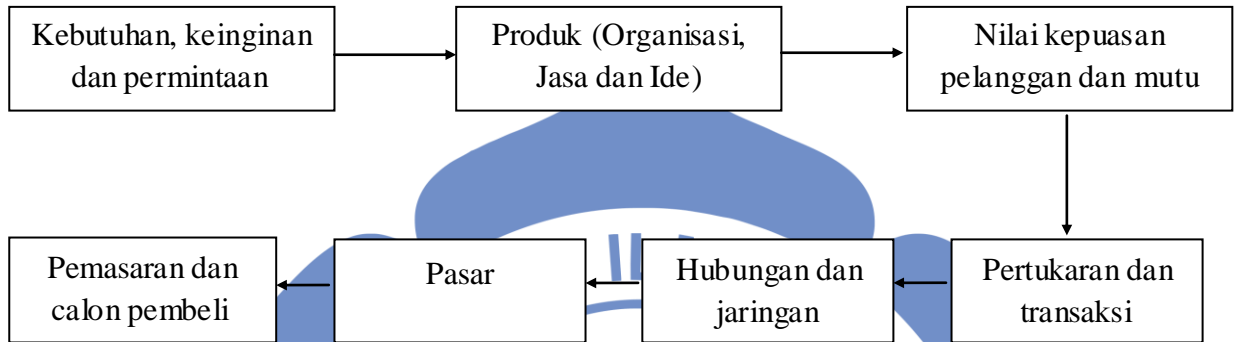 Kebutuhan, keinginan
dan permintaan
Produk (Organisasi,
Jasa dan Ide)
Nilai kepuasan
pelanggan dan mutu
Pertukaran dan
transaksi
Hubungan dan
jaringan
Pasar
Pemasaran dan
calon pembeli